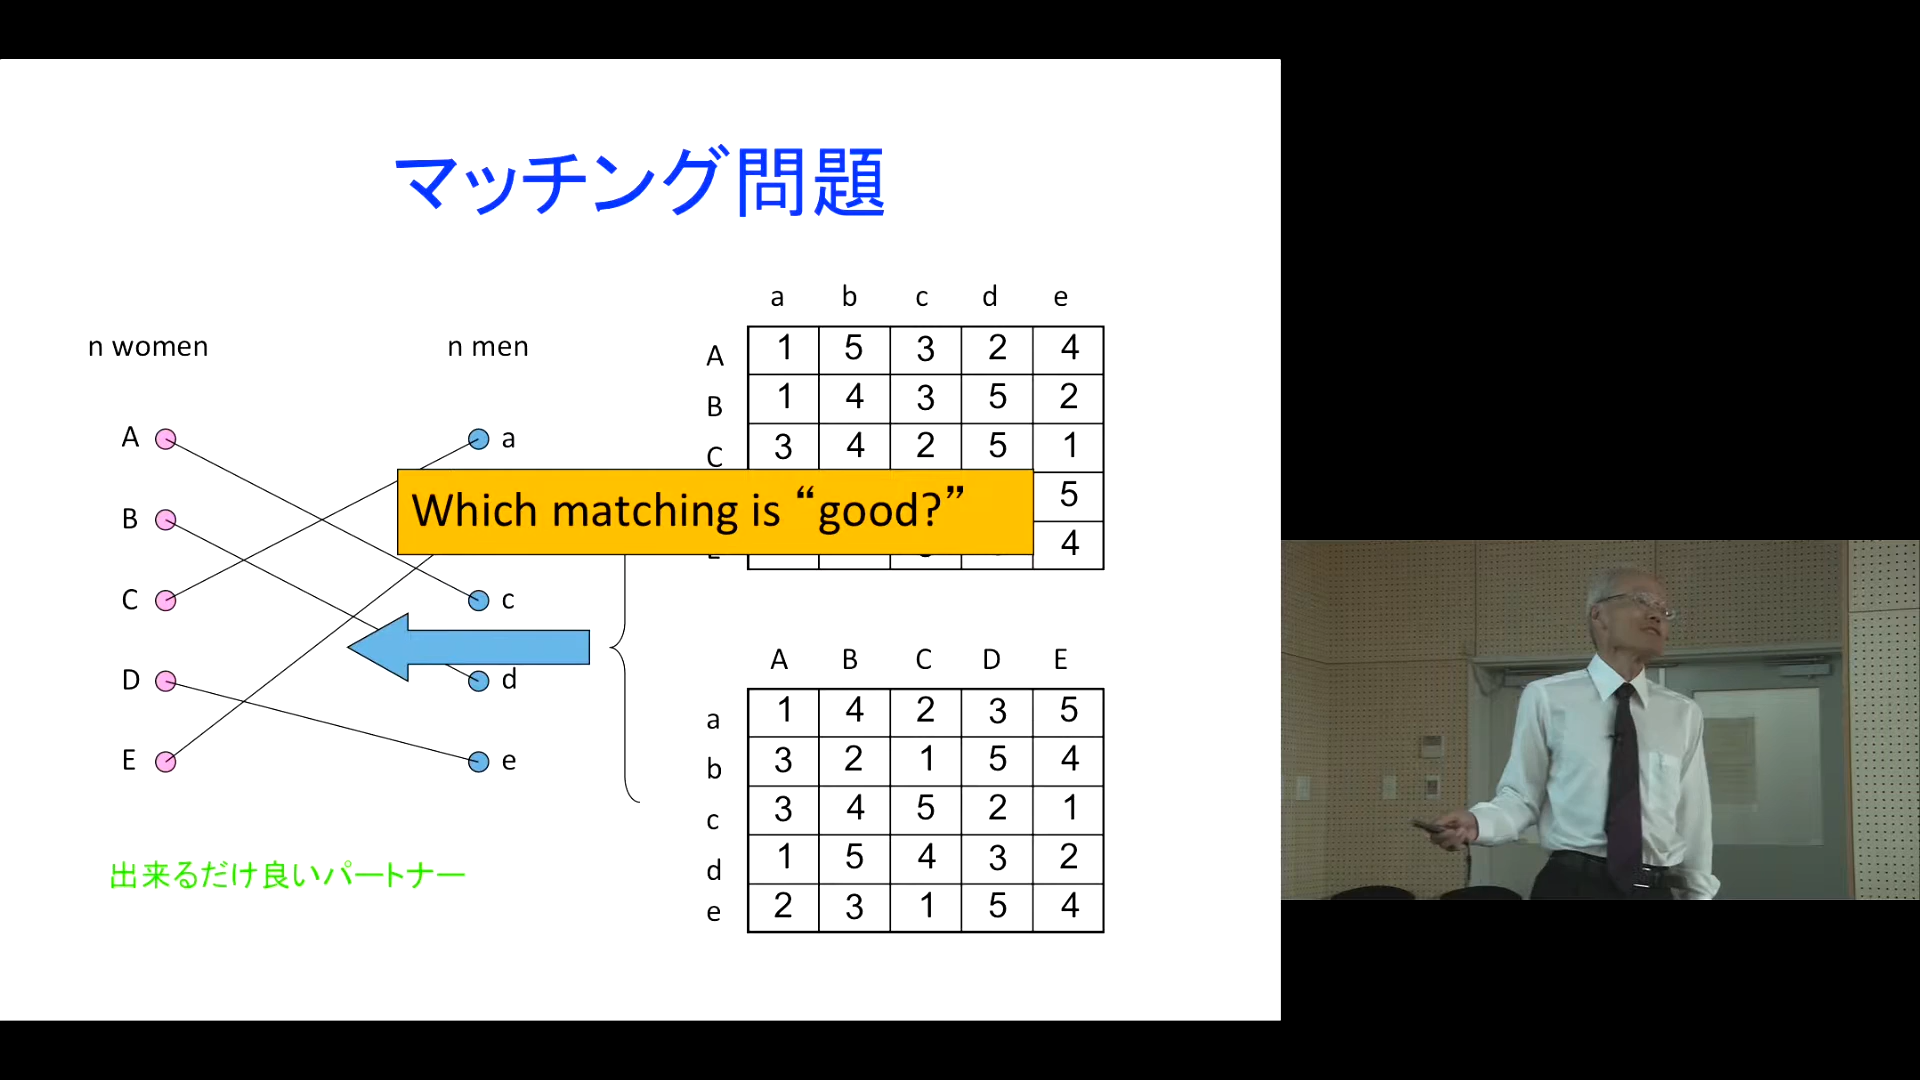 マッチング問題
n women
n men
A
B
C
D
E
a
c
d
e
Which matching is “good?”
a b c d e
A 1 5 3 2 4
B 1 4 3 5 2
C 3 4 2 5 1
5
4
A B C D E
a 1 4 2 3 5
b 3 2 1 5 4
c 3 4 5 2 1
d 1 5 4 3 2
e 2 3 1 5 4
出来るだけ良いパートナー